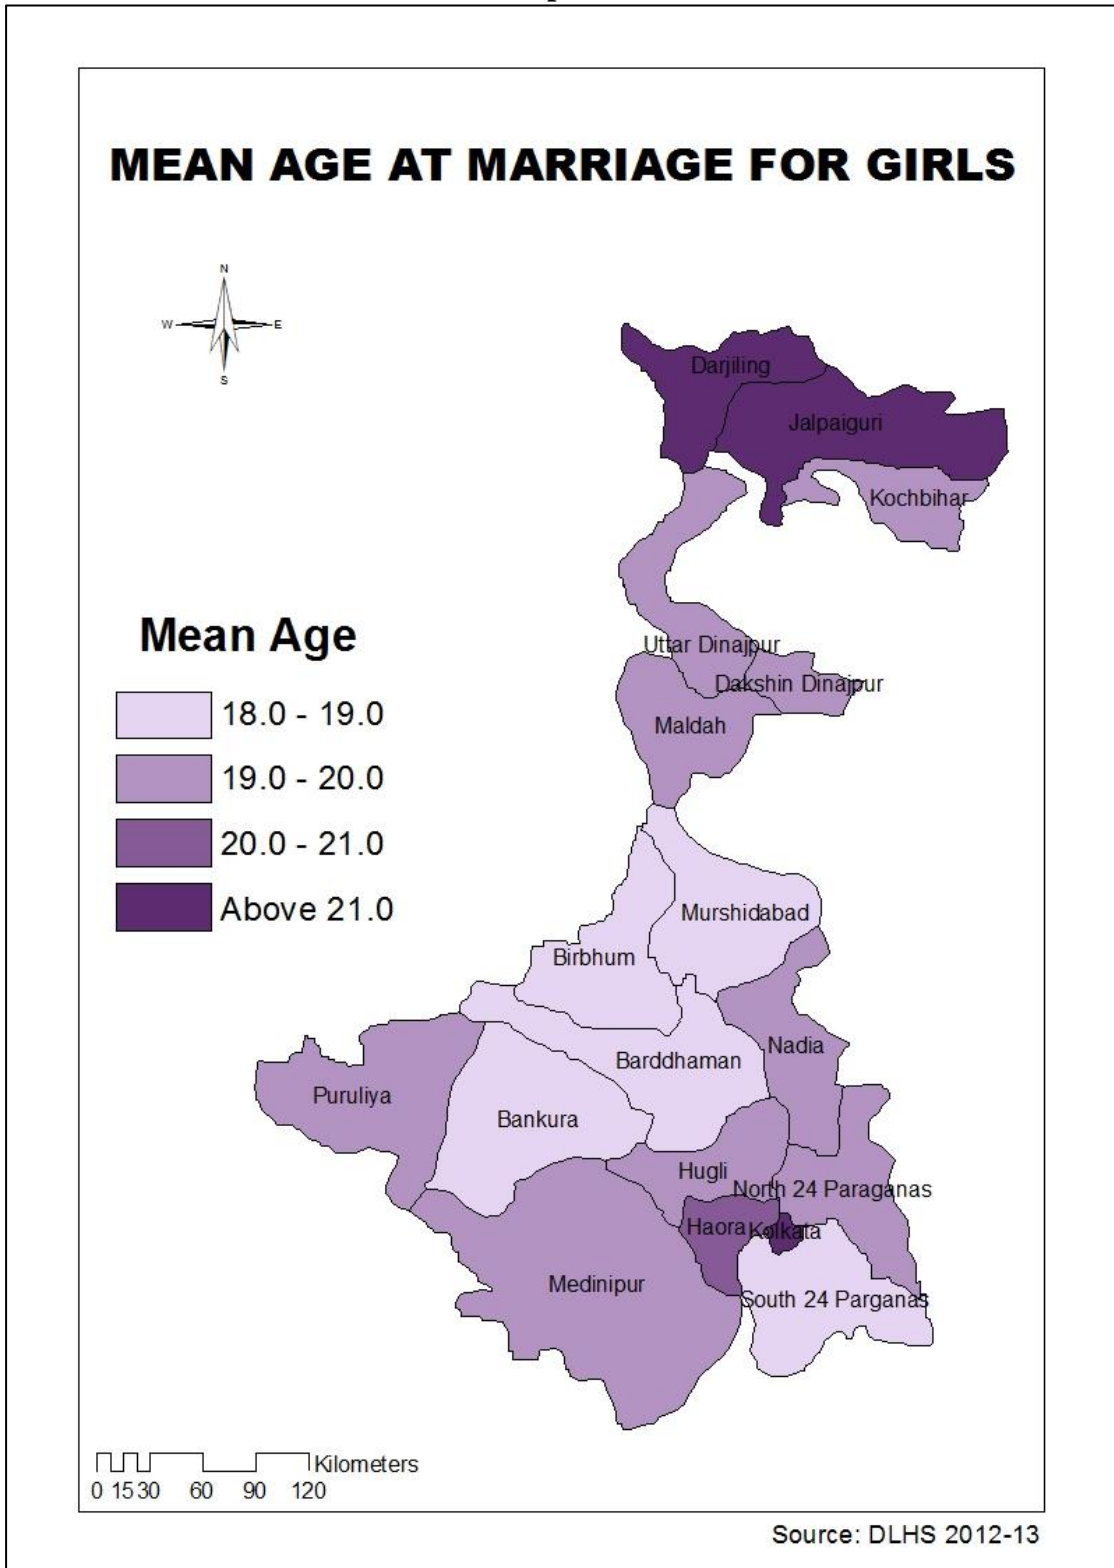 MEAN AGE AT MARRIAGE FOR GIRLS
N
W E
S
Darjiling
Jalpaiguri
Kochbihar
Uttar Dinajpur
Dakshin Dinajpur
Maldah
Mean Age
18.0 - 19.0
19.0 - 20.0
20.0 - 21.0
Above 21.0
Murshidabad
Birbhum
Nadia
Barddhaman
Puruliya
Bankura
Hugli
North 24 Paraganas
Haora
Kolkata
Medinipur
South 24 Parganas
Kilometers
0 15 30 60 90 120
Source: DLHS 2012-13